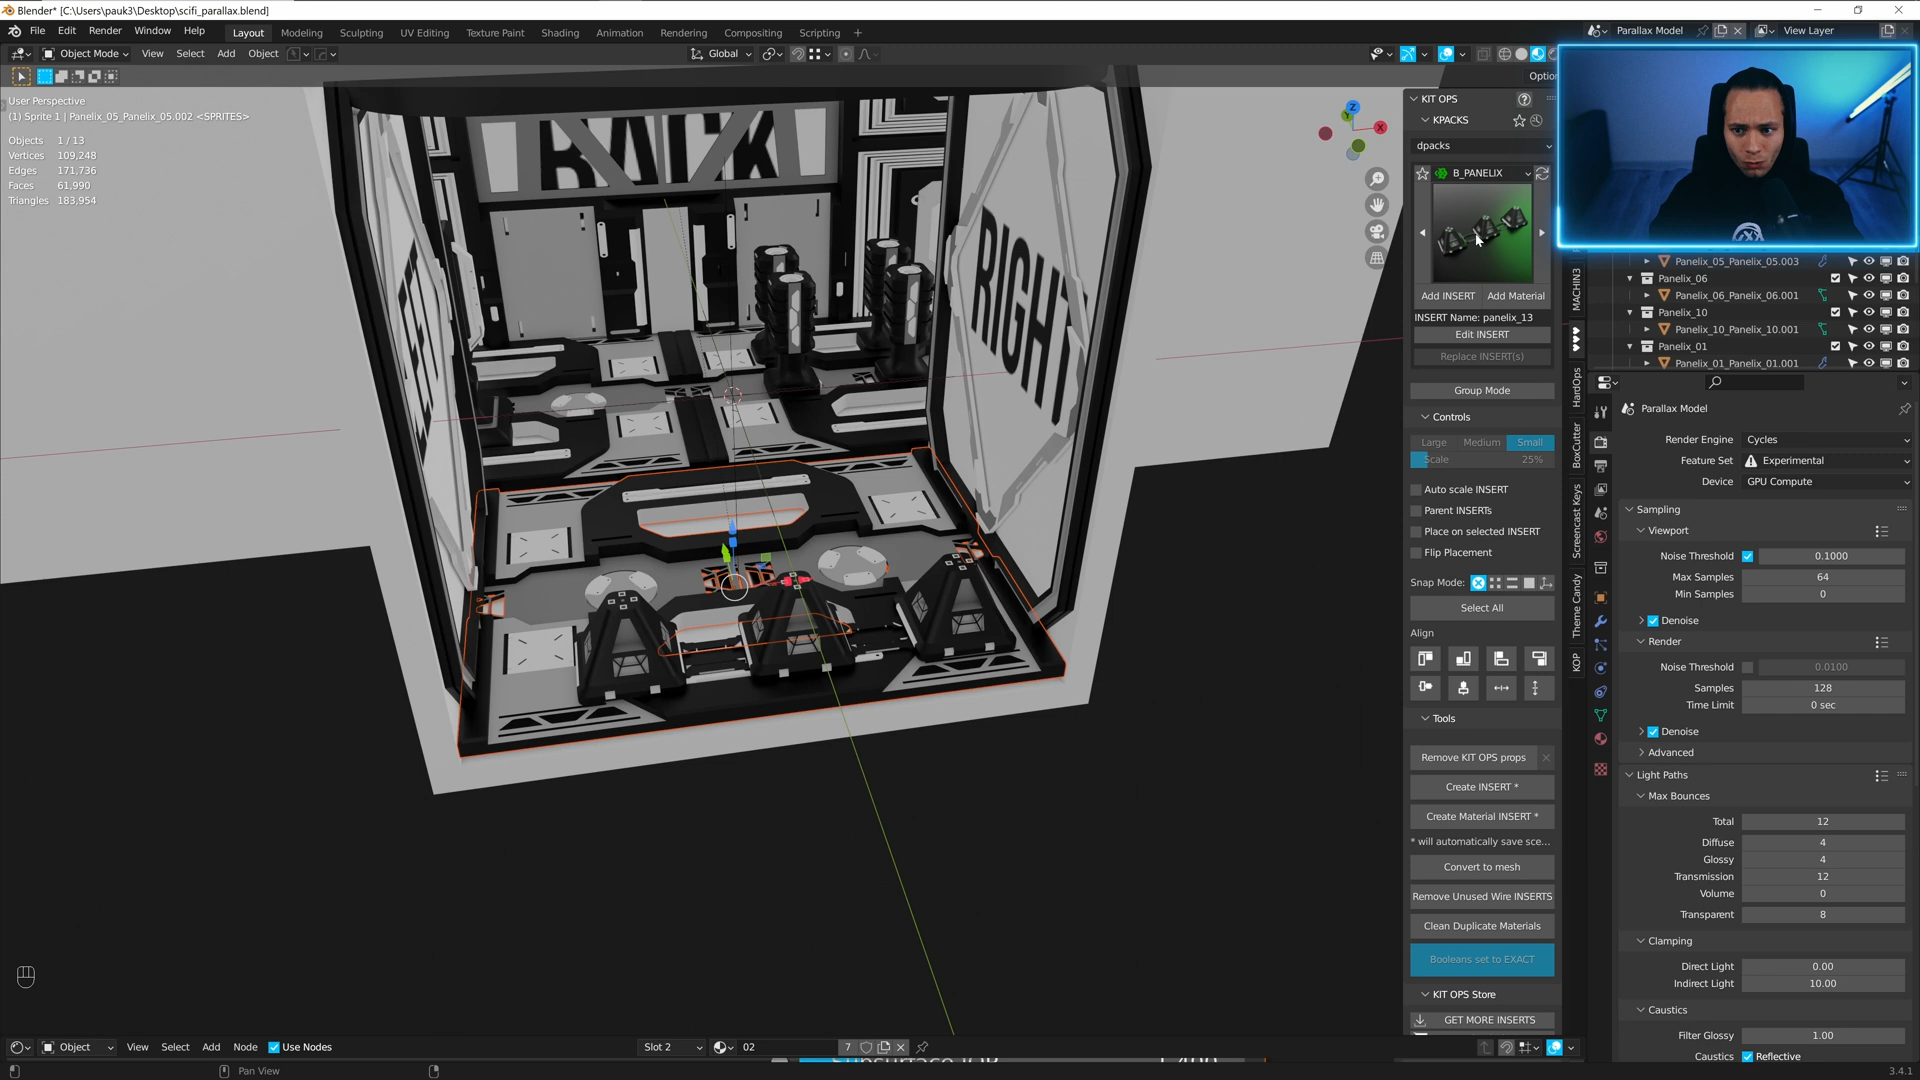 Blender* [C:\Users\pauk3\Desktop\scifi_parallax.blend]
File Edit Render Window Help Layout Modeling Sculpting UV Editing Texture Paint Shading Animation Rendering Compositing Scripting + Parallax Model View Layer
Object Mode View Select Add Object Global
Optio
User Perspective
(1) Sprite 1 | Panelix_05_Panelix_05.002 <SPRITES>
Objects 1 / 13
Vertices 109,248
Edges 171,736
Faces 61,990
Triangles 183,954
BACK
RIGHT
Z
Y
X
KIT OPS
KPACKS
dpacks
B_PANELIX
Add INSERT Add Material
INSERT Name: panelix_13
Edit INSERT
Replace INSERT(s)
Group Mode
Controls
Large Medium Small
Scale 25%
Auto scale INSERT
Parent INSERTs
Place on selected INSERT
Flip Placement
Snap Mode:
Select All
Align
Tools
Remove KIT OPS props
Create INSERT *
Create Material INSERT *
* will automatically save sce...
Convert to mesh
Remove Unused Wire INSERTS
Clean Duplicate Materials
Booleans set to EXACT
KIT OPS Store
GET MORE INSERTS
MACHIN3
HardOps
BoxCutter
Screencast Keys
Theme Candy
KOP
Panelix_05_Panelix_05.003
Panelix_06
Panelix_06_Panelix_06.001
Panelix_10
Panelix_10_Panelix_10.001
Panelix_01
Panelix_01_Panelix_01.001
Parallax Model
Render Engine Cycles
Feature Set Experimental
Device GPU Compute
Sampling
Viewport
Noise Threshold 0.1000
Max Samples 64
Min Samples 0
Denoise
Render
Noise Threshold 0.0100
Samples 128
Time Limit 0 sec
Denoise
Advanced
Light Paths
Max Bounces
Total 12
Diffuse 4
Glossy 4
Transmission 12
Volume 0
Transparent 8
Clamping
Direct Light 0.00
Indirect Light 10.00
Caustics
Filter Glossy 1.00
Caustics Reflective
Object View Select Add Node Use Nodes Slot 2 02 7
Pan View
3.4.1